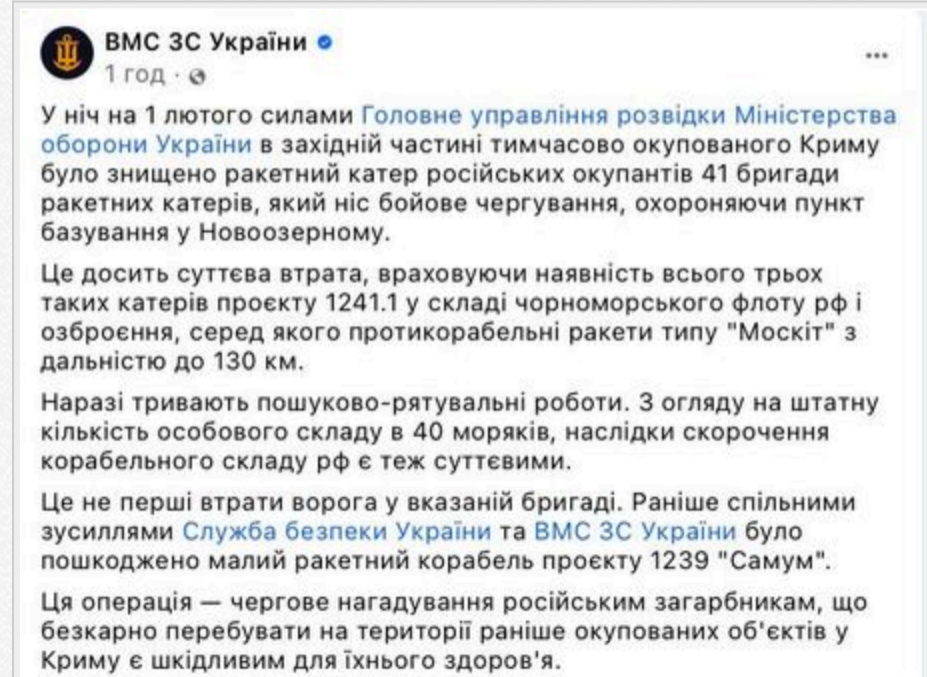 ВМС ЗС України
1 год
У ніч на 1 лютого силами Головне управління розвідки Міністерства
оборони України в західній частині тимчасово окупованого Криму
було знищено ракетний катер російських окупантів 41 бригади
ракетних катерів, який ніс бойове чергування, охороняючи пункт
базування у Новоозерному.
Це досить суттєва втрата, враховуючи наявність всього трьох
таких катерів проєкту 1241.1 у складі чорноморського флоту рф і
озброєння, серед якого протикорабельні ракети типу "Москіт" з
дальністю до 130 км.
Наразі тривають пошуково-рятувальні роботи. З огляду на штатну
кількість особового складу в 40 моряків, наслідки скорочення
корабельного складу рф є теж суттєвими.
Це не перші втрати ворога у вказаній бригаді. Раніше спільними
зусиллями Служба безпеки України та ВМС ЗС України було
пошкоджено малий ракетний корабель проєкту 1239 "Самум".
Ця операція — чергове нагадування російським загарбникам, що
безкарно перебувати на території раніше окупованих об'єктів у
Криму є шкідливим для їхнього здоров'я.